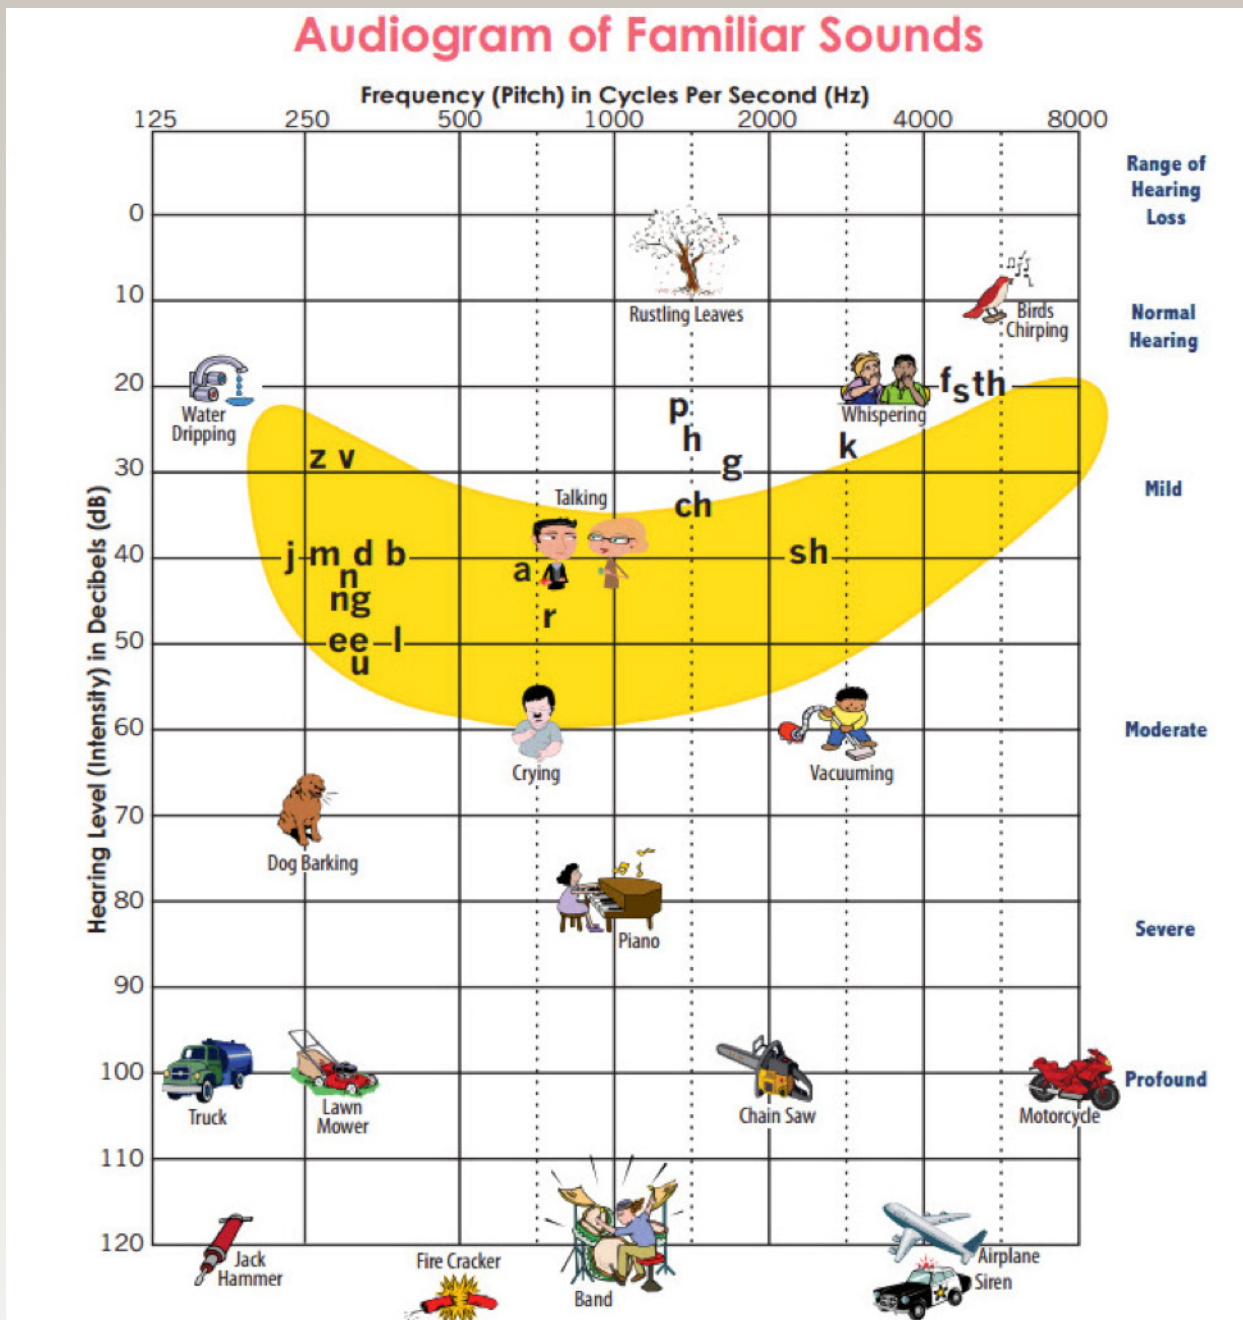 Audiogram of Familiar Sounds
Frequency (Pitch) in Cycles Per Second (Hz)
125 250 500 1000 2000 4000 8000
Range of
Hearing
Loss
0
10
Rustling Leaves
Birds
Chirping
Normal
Hearing
20
Water
Dripping
Whispering
f s th
p
h
k
z v
g
30
Talking
ch
Mild
Hearing Level (Intensity) in Decibels (dB)
40
j m d b
a
sh
n
ng
r
50
ee l
u
60
Crying
Vacuuming
Moderate
70
Dog Barking
80
Piano
Severe
90
100
Truck
Lawn
Mower
Chain Saw
Motorcycle
Profound
110
120
Jack
Hammer
Fire Cracker
Band
Airplane
Siren